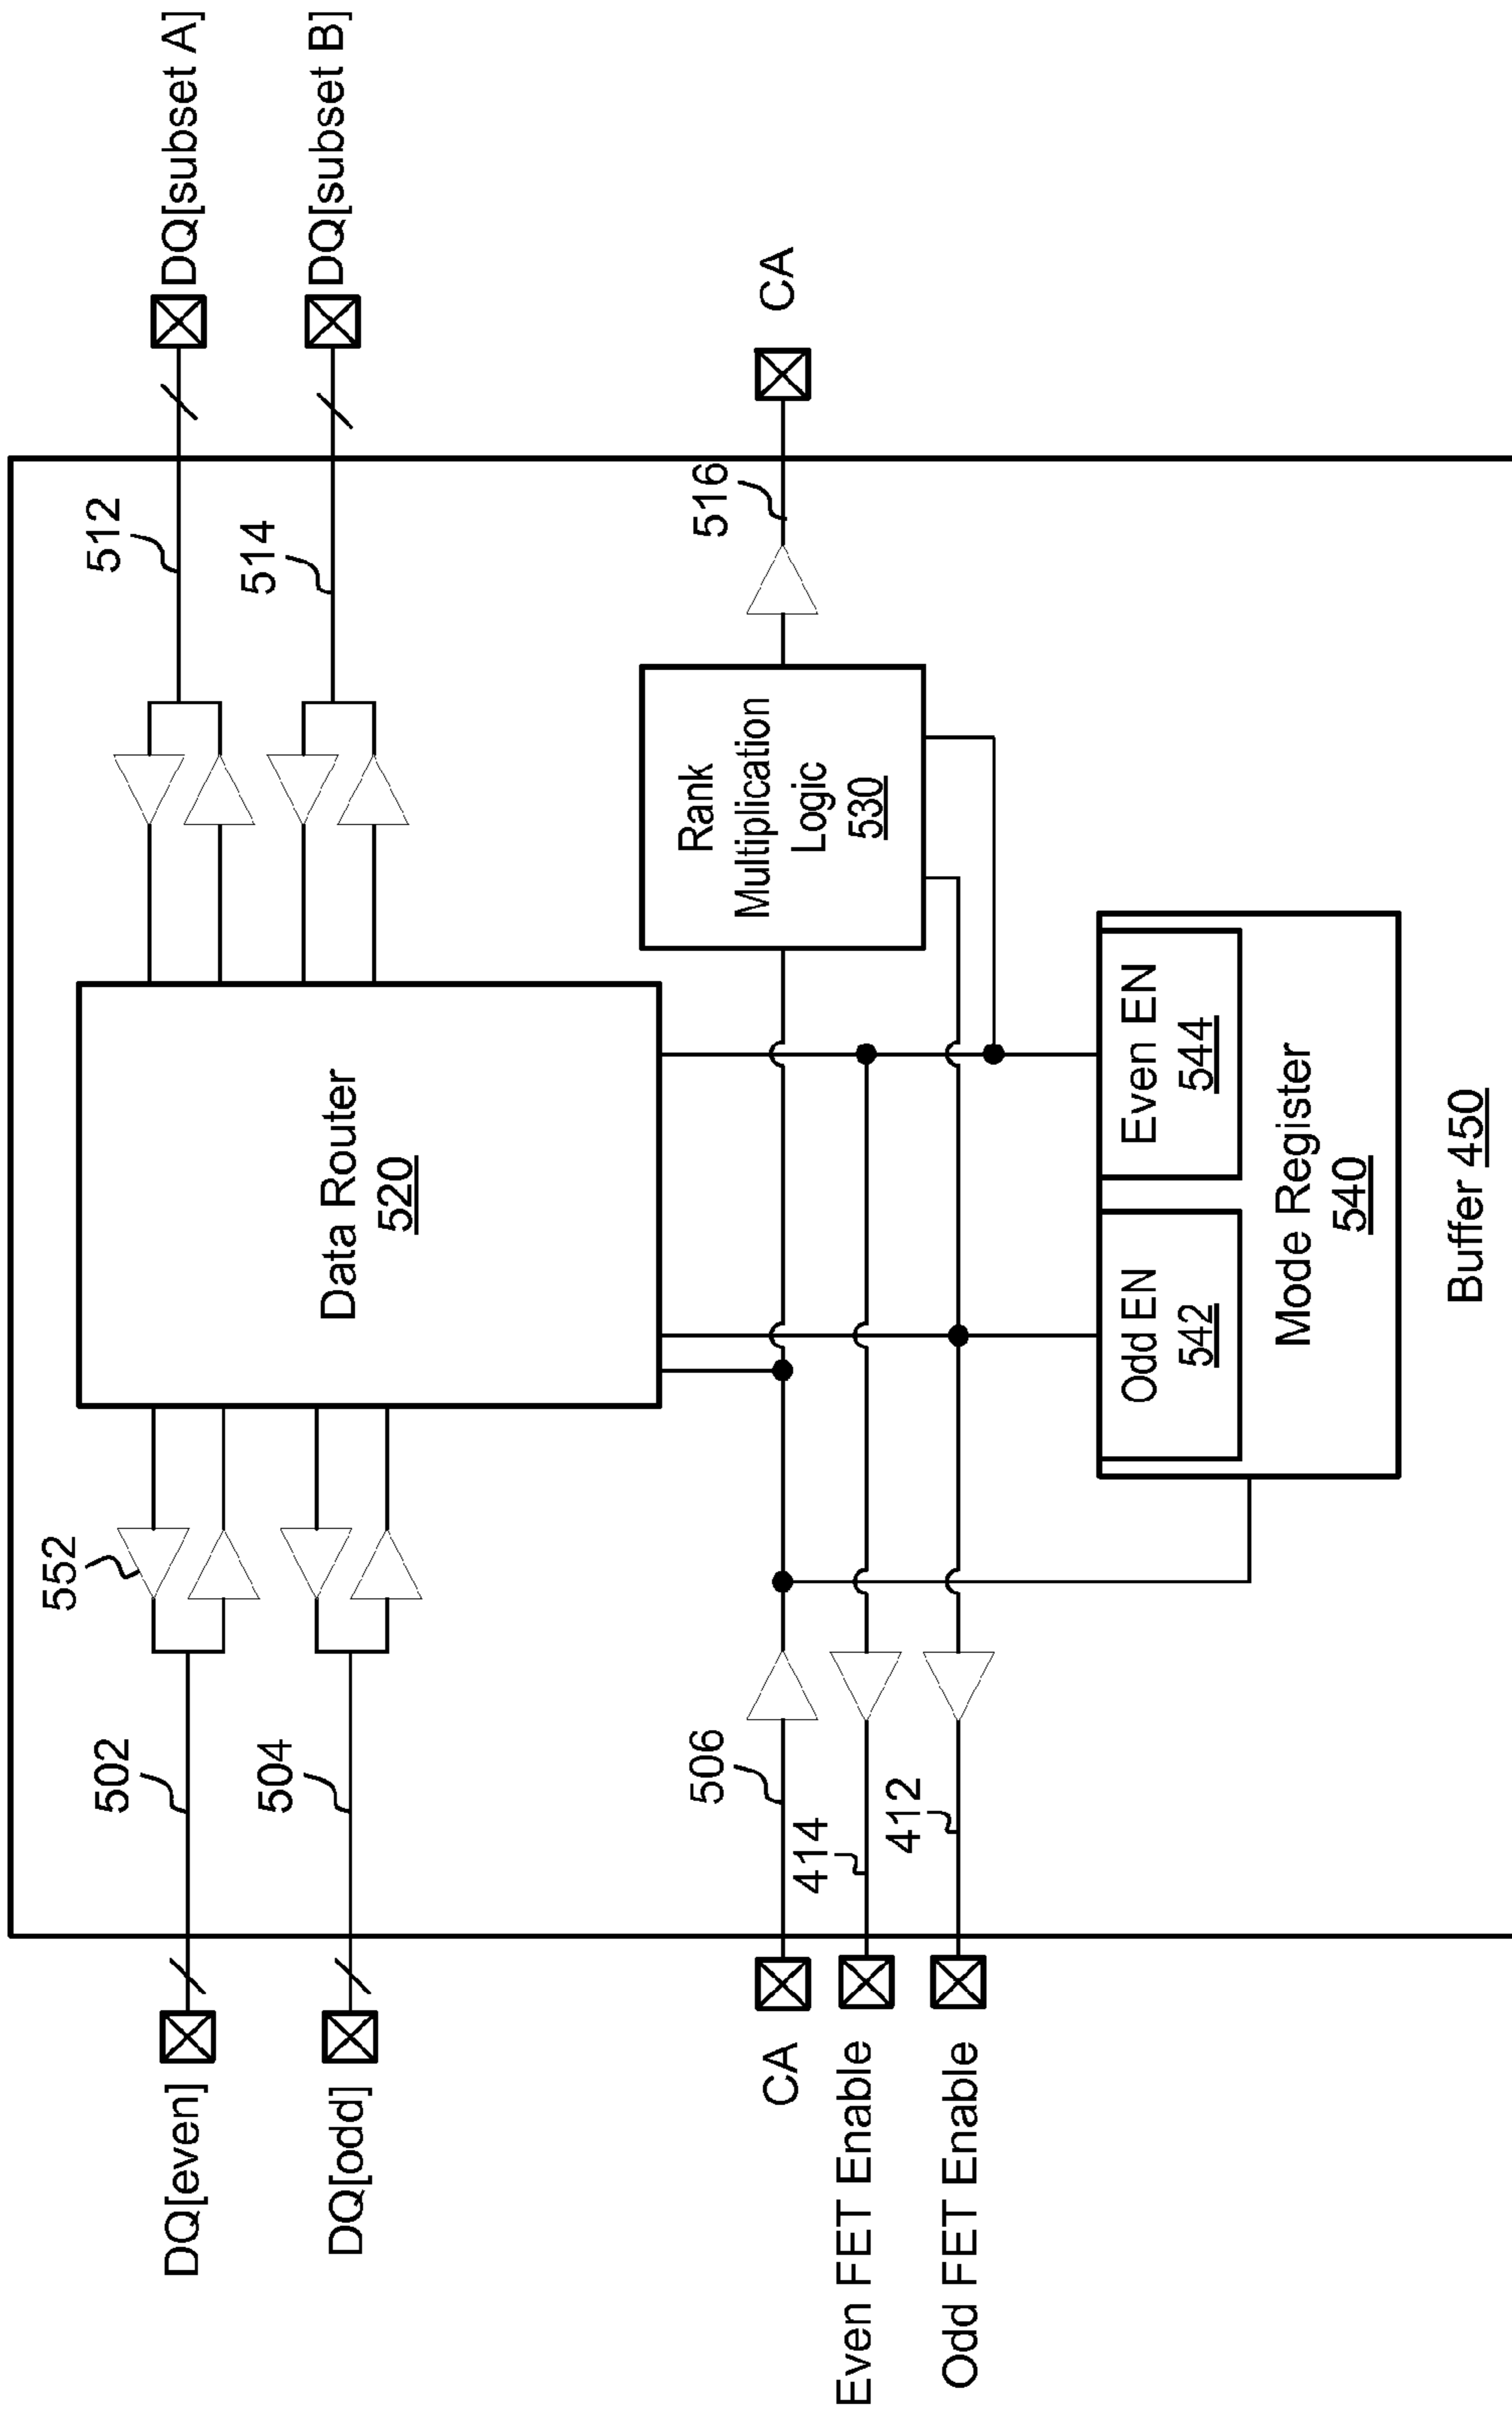 552
502
504
512
514
DQ[even]
DQ[odd]
DQ[subset A]
DQ[subset B]
Data Router
520
506
414
412
CA
Even FET Enable
Odd FET Enable
Rank
Multiplication
Logic
530
516
CA
Odd EN
542
Even EN
544
Mode Register
540
Buffer 450